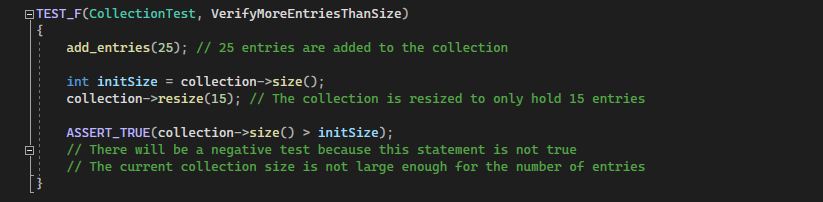 TEST_F(CollectionTest, VerifyMoreEntriesThanSize)
{
add_entries(25); // 25 entries are added to the collection
int initSize = collection->size();
collection->resize(15); // The collection is resized to only hold 15 entries
ASSERT_TRUE(collection->size() > initSize);
// There will be a negative test because this statement is not true
// The current collection size is not large enough for the number of entries
}